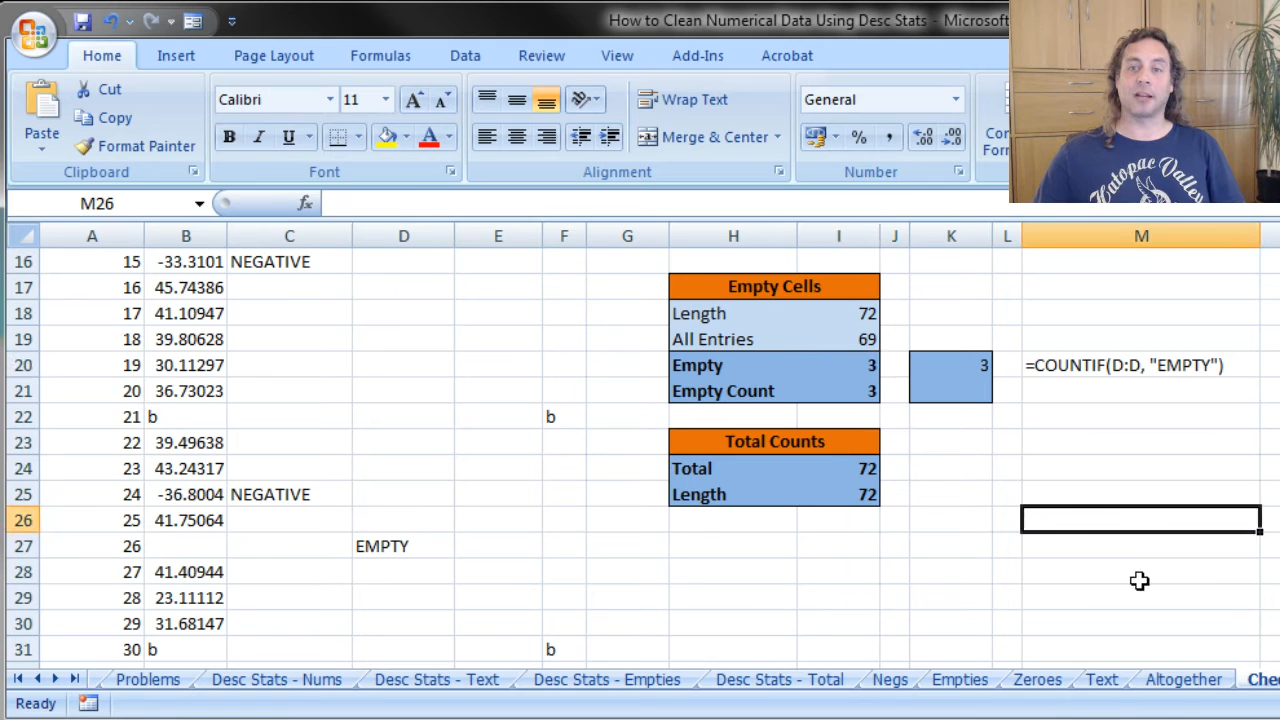 How to Clean Numerical Data Using Desc Stats - Microsoft
Home Insert Page Layout Formulas Data Review View Add-Ins Acrobat
Paste
Cut
Copy
Format Painter
Clipboard
Calibri 11
B I U A
Font
Wrap Text
Merge & Center
Alignment
General
% ,
Number
Con
Forn
M26 fx
A B C D E F G H I J K L M
16 15 -33.3101 NEGATIVE
17 16 45.74386 Empty Cells
18 17 41.10947 Length 72
19 18 39.80628 All Entries 69
20 19 30.11297 Empty 3 3 =COUNTIF(D:D, "EMPTY")
21 20 36.73023 Empty Count 3
22 21 b b
23 22 39.49638 Total Counts
24 23 43.24317 Total 72
25 24 -36.8004 NEGATIVE Length 72
26 25 41.75064
27 26 EMPTY
28 27 41.40944
29 28 23.11112
30 29 31.68147
31 30 b b
Problems Desc Stats - Nums Desc Stats - Text Desc Stats - Empties Desc Stats - Total Negs Empties Zeroes Text Altogether Chec
Ready
Hutopac Valley